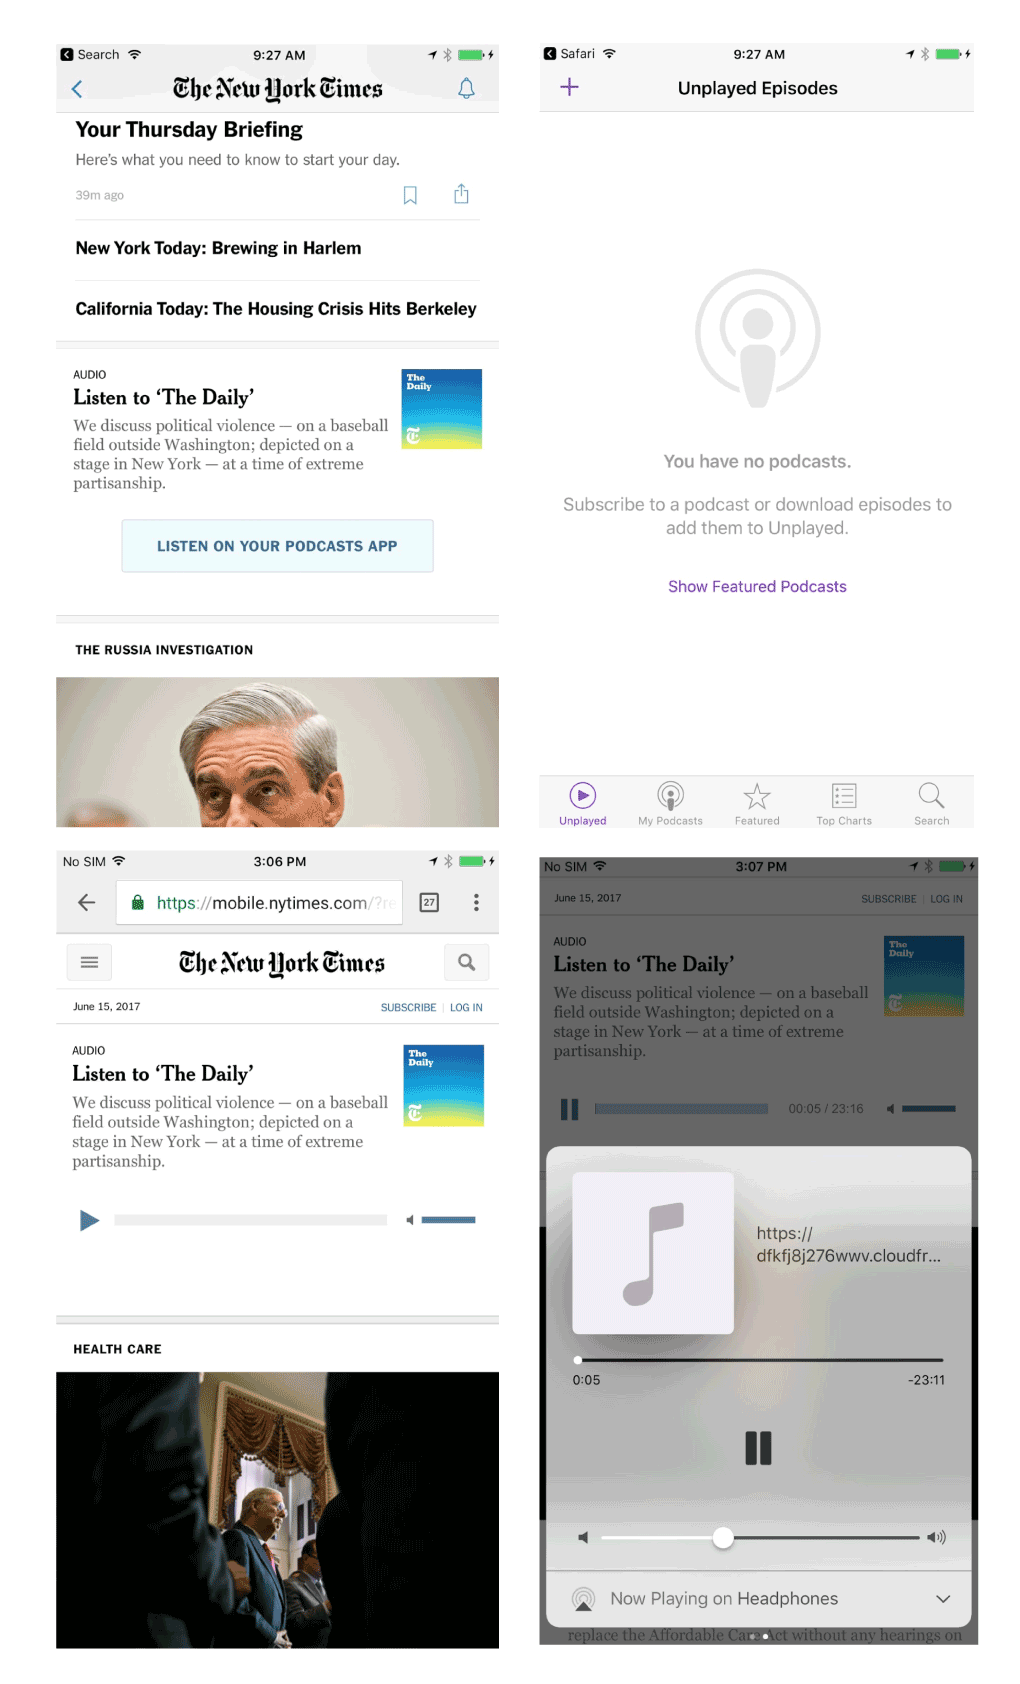 Search
9:27 AM
The New York Times
Your Thursday Briefing
Here's what you need to know to start your day.
39m ago
New York Today: Brewing in Harlem
California Today: The Housing Crisis Hits Berkeley
AUDIO
Listen to ‘The Daily’
We discuss political violence — on a baseball
field outside Washington; depicted on a
stage in New York — at a time of extreme
partisanship.
The
Daily
T
LISTEN ON YOUR PODCASTS APP
THE RUSSIA INVESTIGATION
Safari
9:27 AM
Unplayed Episodes
You have no podcasts.
Subscribe to a podcast or download episodes to
add them to Unplayed.
Show Featured Podcasts
Unplayed
My Podcasts
Featured
Top Charts
Search
No SIM
3:06 PM
https://mobile.nytimes.com/?re
27
The New York Times
June 15, 2017
SUBSCRIBE | LOG IN
AUDIO
Listen to ‘The Daily’
We discuss political violence — on a baseball
field outside Washington; depicted on a
stage in New York — at a time of extreme
partisanship.
The
Daily
T
HEALTH CARE
No SIM
3:07 PM
June 15, 2017
SUBSCRIBE | LOG IN
AUDIO
Listen to ‘The Daily’
We discuss political violence — on a baseball
field outside Washington; depicted on a
stage in New York — at a time of extreme
partisanship.
The
Daily
T
00:05 / 23:16
https://
dfkfj8j276wwv.cloudfr...
0:05
-23:11
Now Playing on Headphones
replace the Affordable Care Act without any hearings on